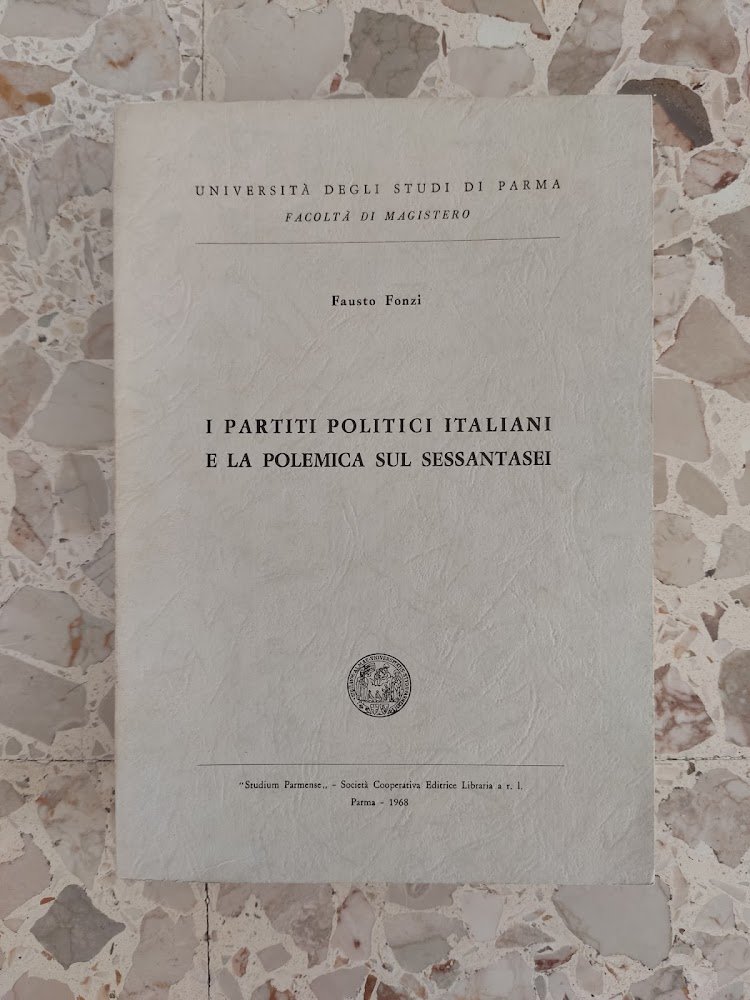 UNIVERSITÀ DEGLI STUDI DI PARMA
FACOLTÀ DI MAGISTERO
Fausto Fonzi
I PARTITI POLITICI ITALIANI
E LA POLEMICA SUL SESSANTASEI
"Studium Parmense„ - Società Cooperativa Editrice Libraria a r. l.
Parma - 1968